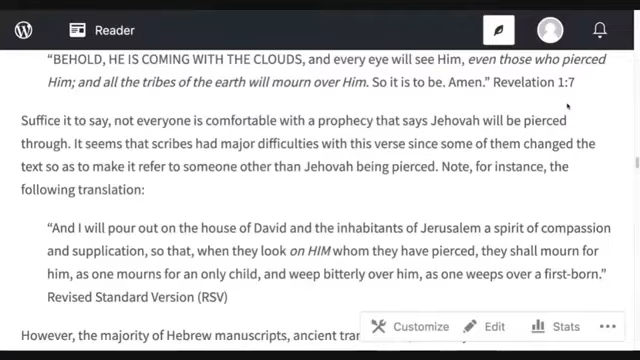 Reader
“BEHOLD, HE IS COMING WITH THE CLOUDS, and every eye will see Him, even those who pierced
Him; and all the tribes of the earth will mourn over Him. So it is to be. Amen.” Revelation 1:7
Suffice it to say, not everyone is comfortable with a prophecy that says Jehovah will be pierced
through. It seems that scribes had major difficulties with this verse since some of them changed the
text so as to make it refer to someone other than Jehovah being pierced. Note, for instance, the
following translation:
“And I will pour out on the house of David and the inhabitants of Jerusalem a spirit of compassion
and supplication, so that, when they look on HIM whom they have pierced, they shall mourn for
him, as one mourns for an only child, and weep bitterly over him, as one weeps over a first-born.”
Revised Standard Version (RSV)
Customize Edit Stats
However, the majority of Hebrew manuscripts, ancient